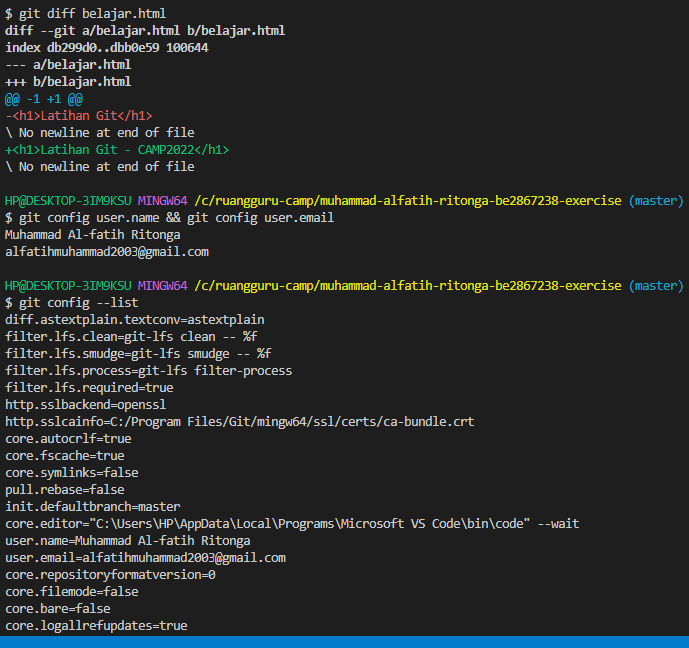 $ git diff belajar.html
diff --git a/belajar.html b/belajar.html
index db299d0..dbb0e59 100644
--- a/belajar.html
+++ b/belajar.html
@@ -1 +1 @@
-<h1>Latihan Git</h1>
\ No newline at end of file
+<h1>Latihan Git - CAMP2022</h1>
\ No newline at end of file
HP@DESKTOP-3IM9KSU MINGW64 /c/ruangguru-camp/muhammad-alfatih-ritonga-be2867238-exercise (master)
$ git config user.name && git config user.email
Muhammad Al-fatih Ritonga
alfatihmuhammad2003@gmail.com
HP@DESKTOP-3IM9KSU MINGW64 /c/ruangguru-camp/muhammad-alfatih-ritonga-be2867238-exercise (master)
$ git config --list
diff.astextplain.textconv=astextplain
filter.lfs.clean=git-lfs clean -- %f
filter.lfs.smudge=git-lfs smudge -- %f
filter.lfs.process=git-lfs filter-process
filter.lfs.required=true
http.sslbackend=openssl
http.sslcainfo=C:/Program Files/Git/mingw64/ssl/certs/ca-bundle.crt
core.autocrlf=true
core.fscache=true
core.symlinks=false
pull.rebase=false
init.defaultbranch=master
core.editor="C:\Users\HP\AppData\Local\Programs\Microsoft VS Code\bin\code" --wait
user.name=Muhammad Al-fatih Ritonga
user.email=alfatihmuhammad2003@gmail.com
core.repositoryformatversion=0
core.filemode=false
core.bare=false
core.logallrefupdates=true